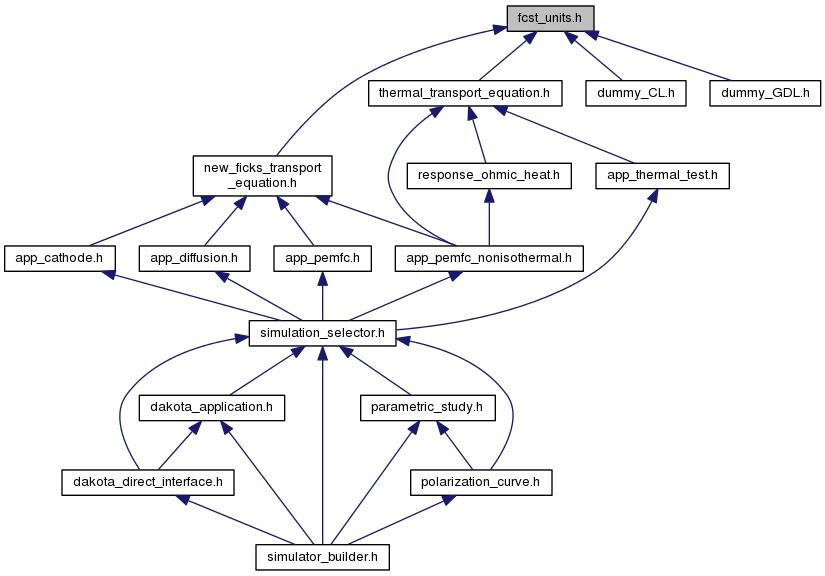 fcst_units.h
thermal_transport_equation.h
dummy_CL.h
dummy_GDL.h
new_ficks_transport
_equation.h
response_ohmic_heat.h
app_thermal_test.h
app_cathode.h
app_diffusion.h
app_pemfc.h
app_pemfc_nonisothermal.h
simulation_selector.h
dakota_application.h
parametric_study.h
dakota_direct_interface.h
polarization_curve.h
simulator_builder.h